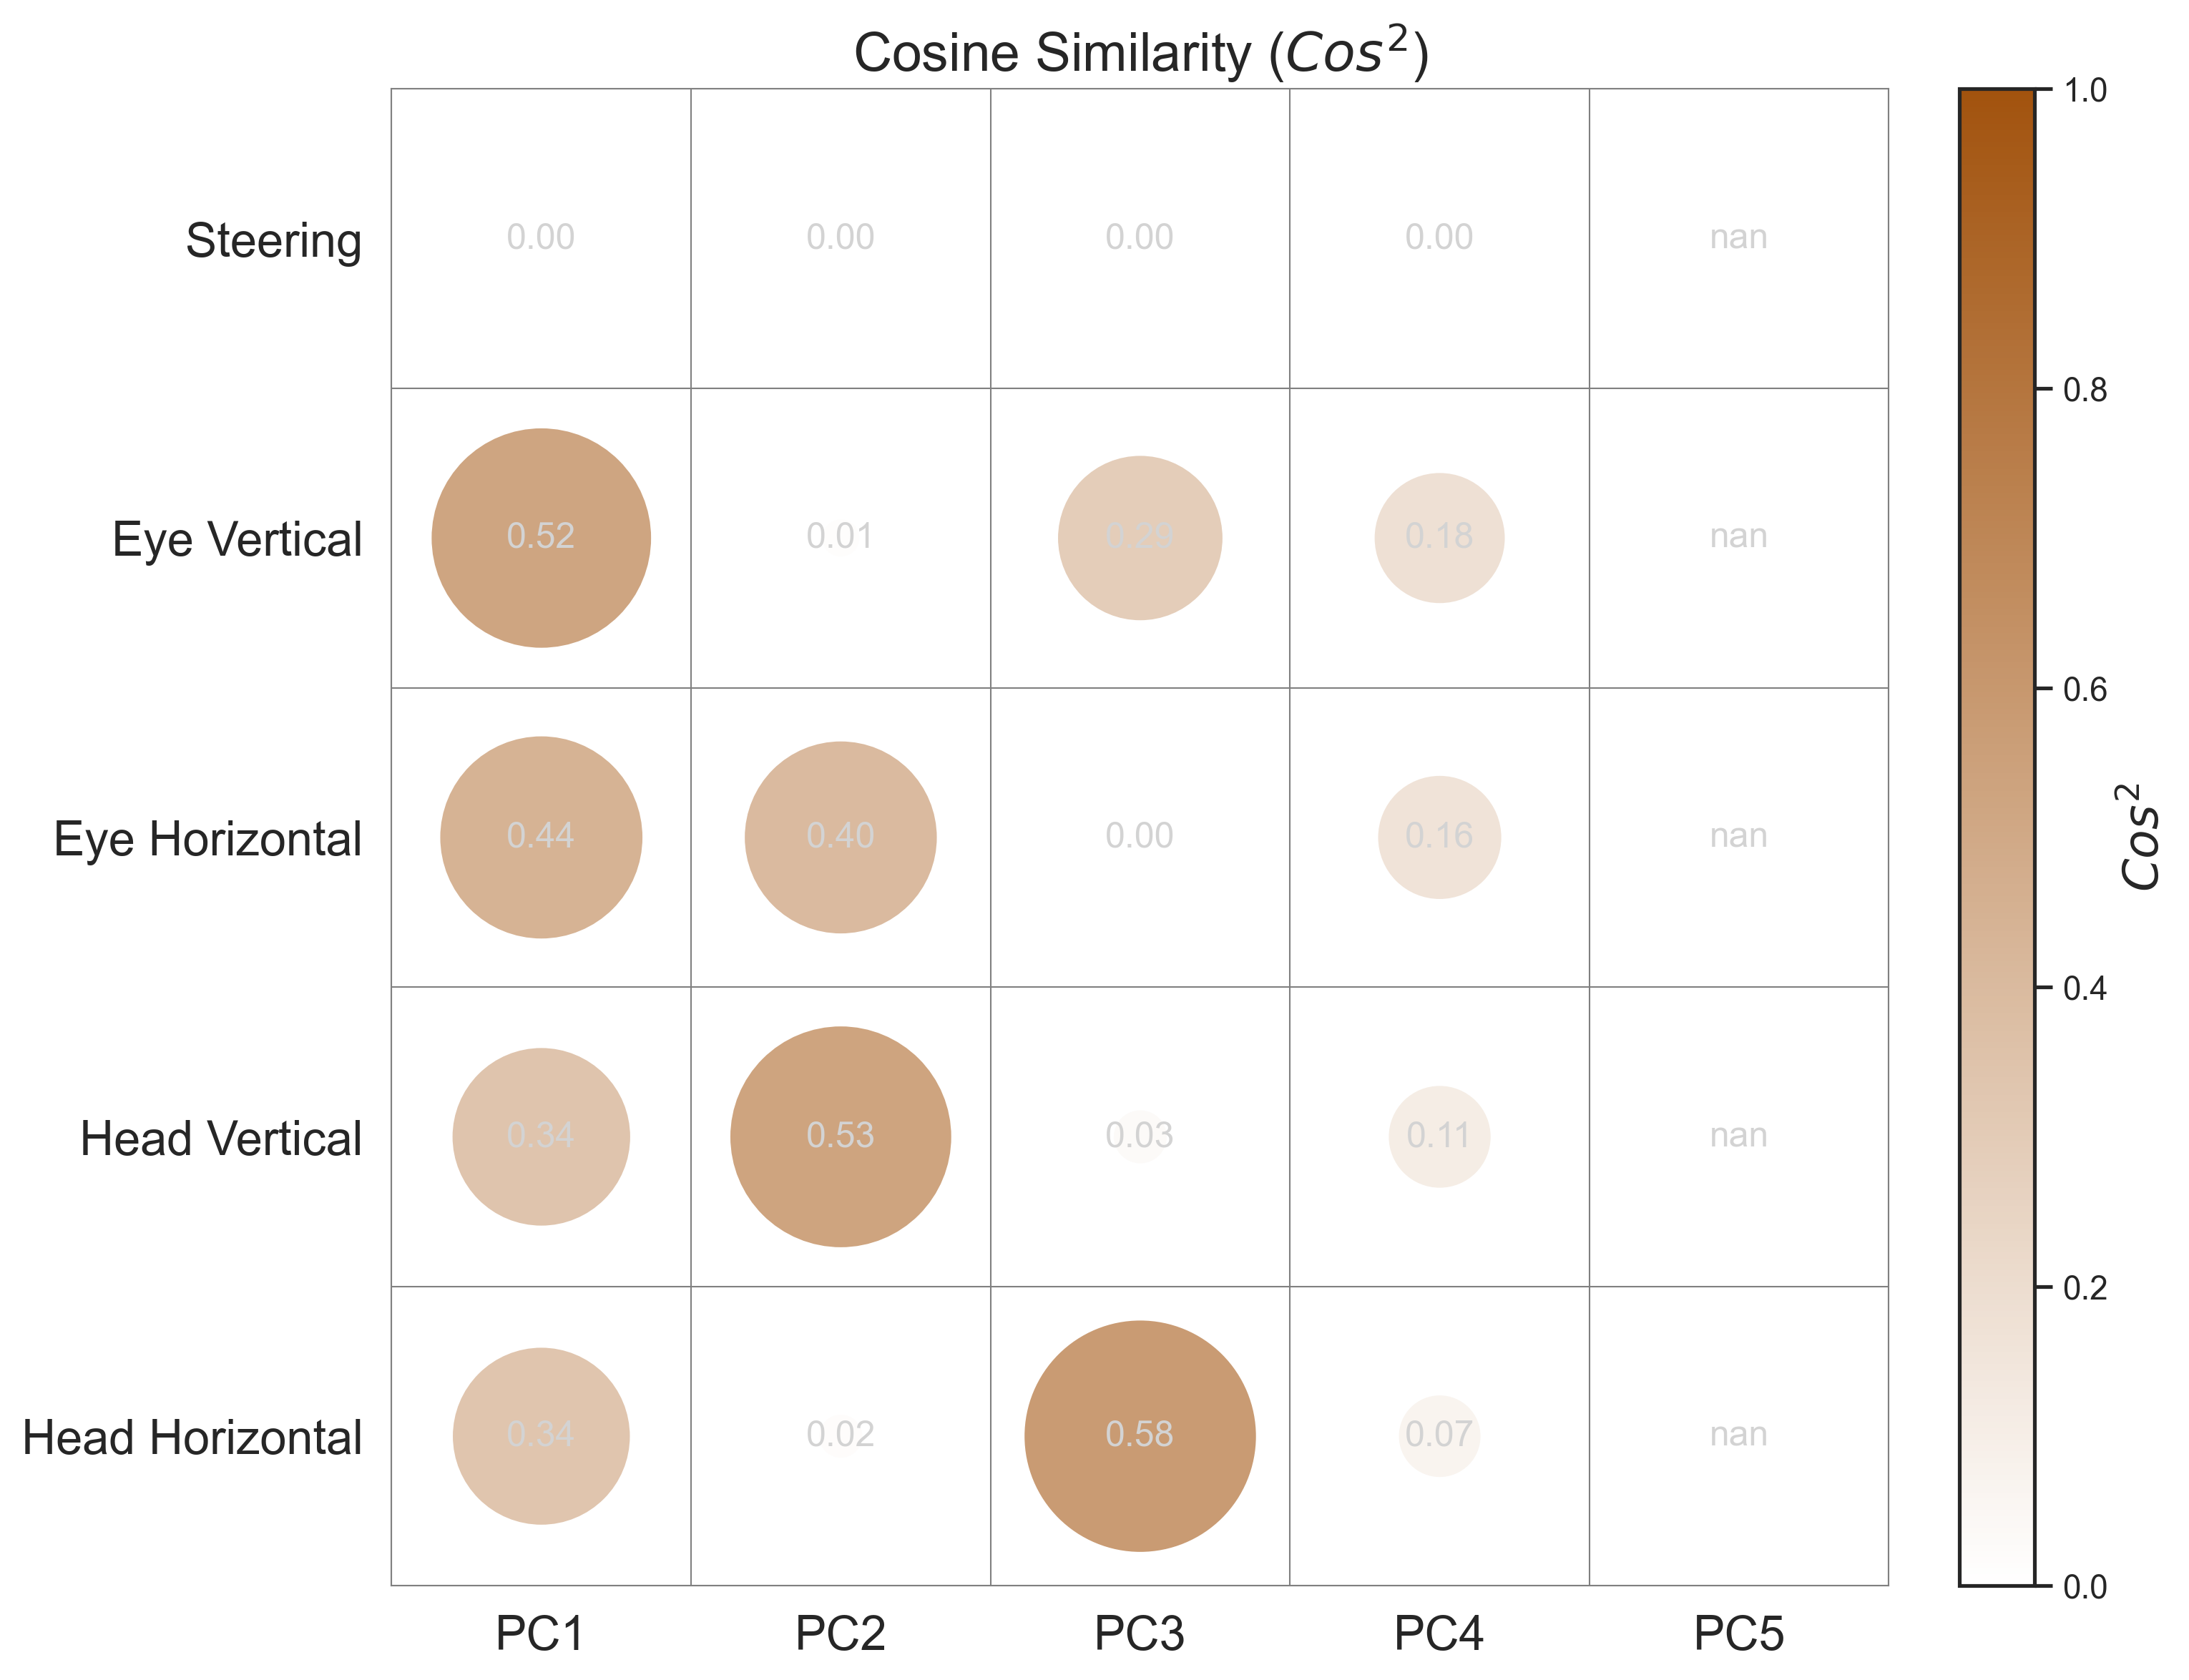 Cosine Similarity (Cos²)
Steering 0.00 0.00 0.00 0.00 nan
Eye Vertical 0.52 0.01 0.29 0.18 nan
Eye Horizontal 0.44 0.40 0.00 0.16 nan
Head Vertical 0.34 0.53 0.03 0.11 nan
Head Horizontal 0.34 0.02 0.58 0.07 nan
PC1 PC2 PC3 PC4 PC5
1.0
0.8
0.6
0.4
0.2
0.0
Cos²